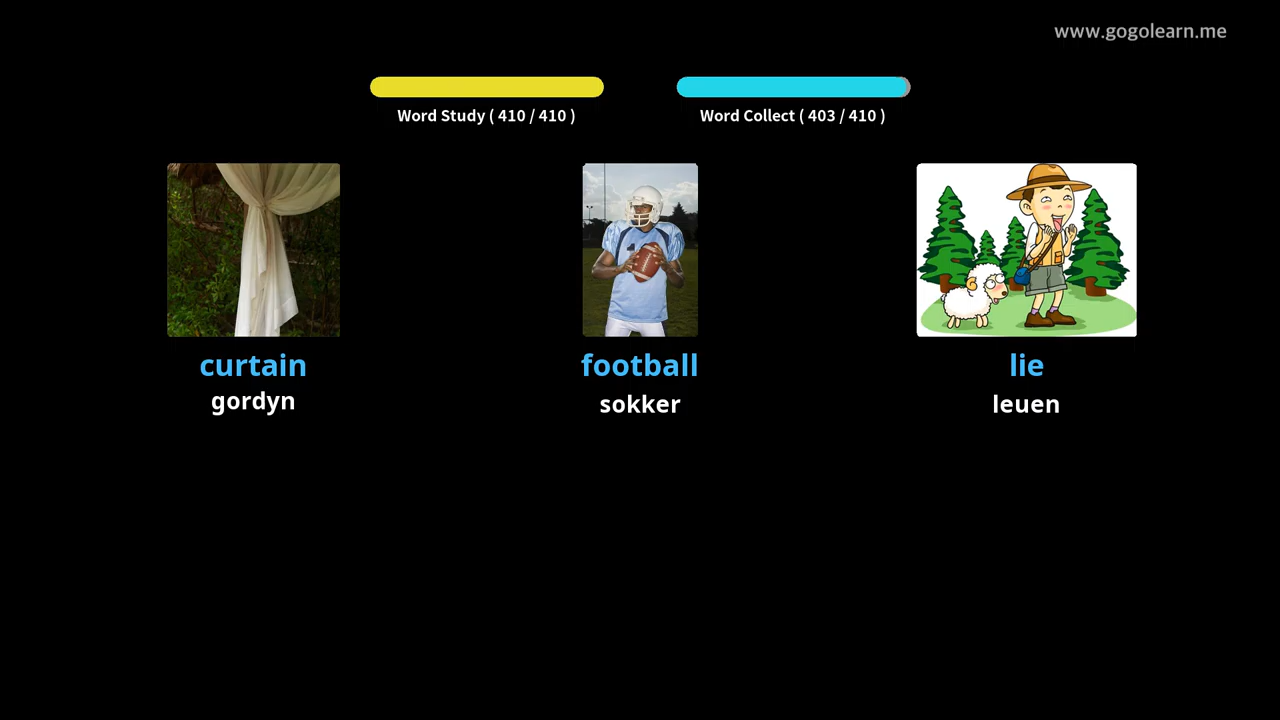 www.gogolearn.me
Word Study ( 410 / 410 )
Word Collect ( 403 / 410 )
curtain
gordyn
football
sokker
lie
leuen